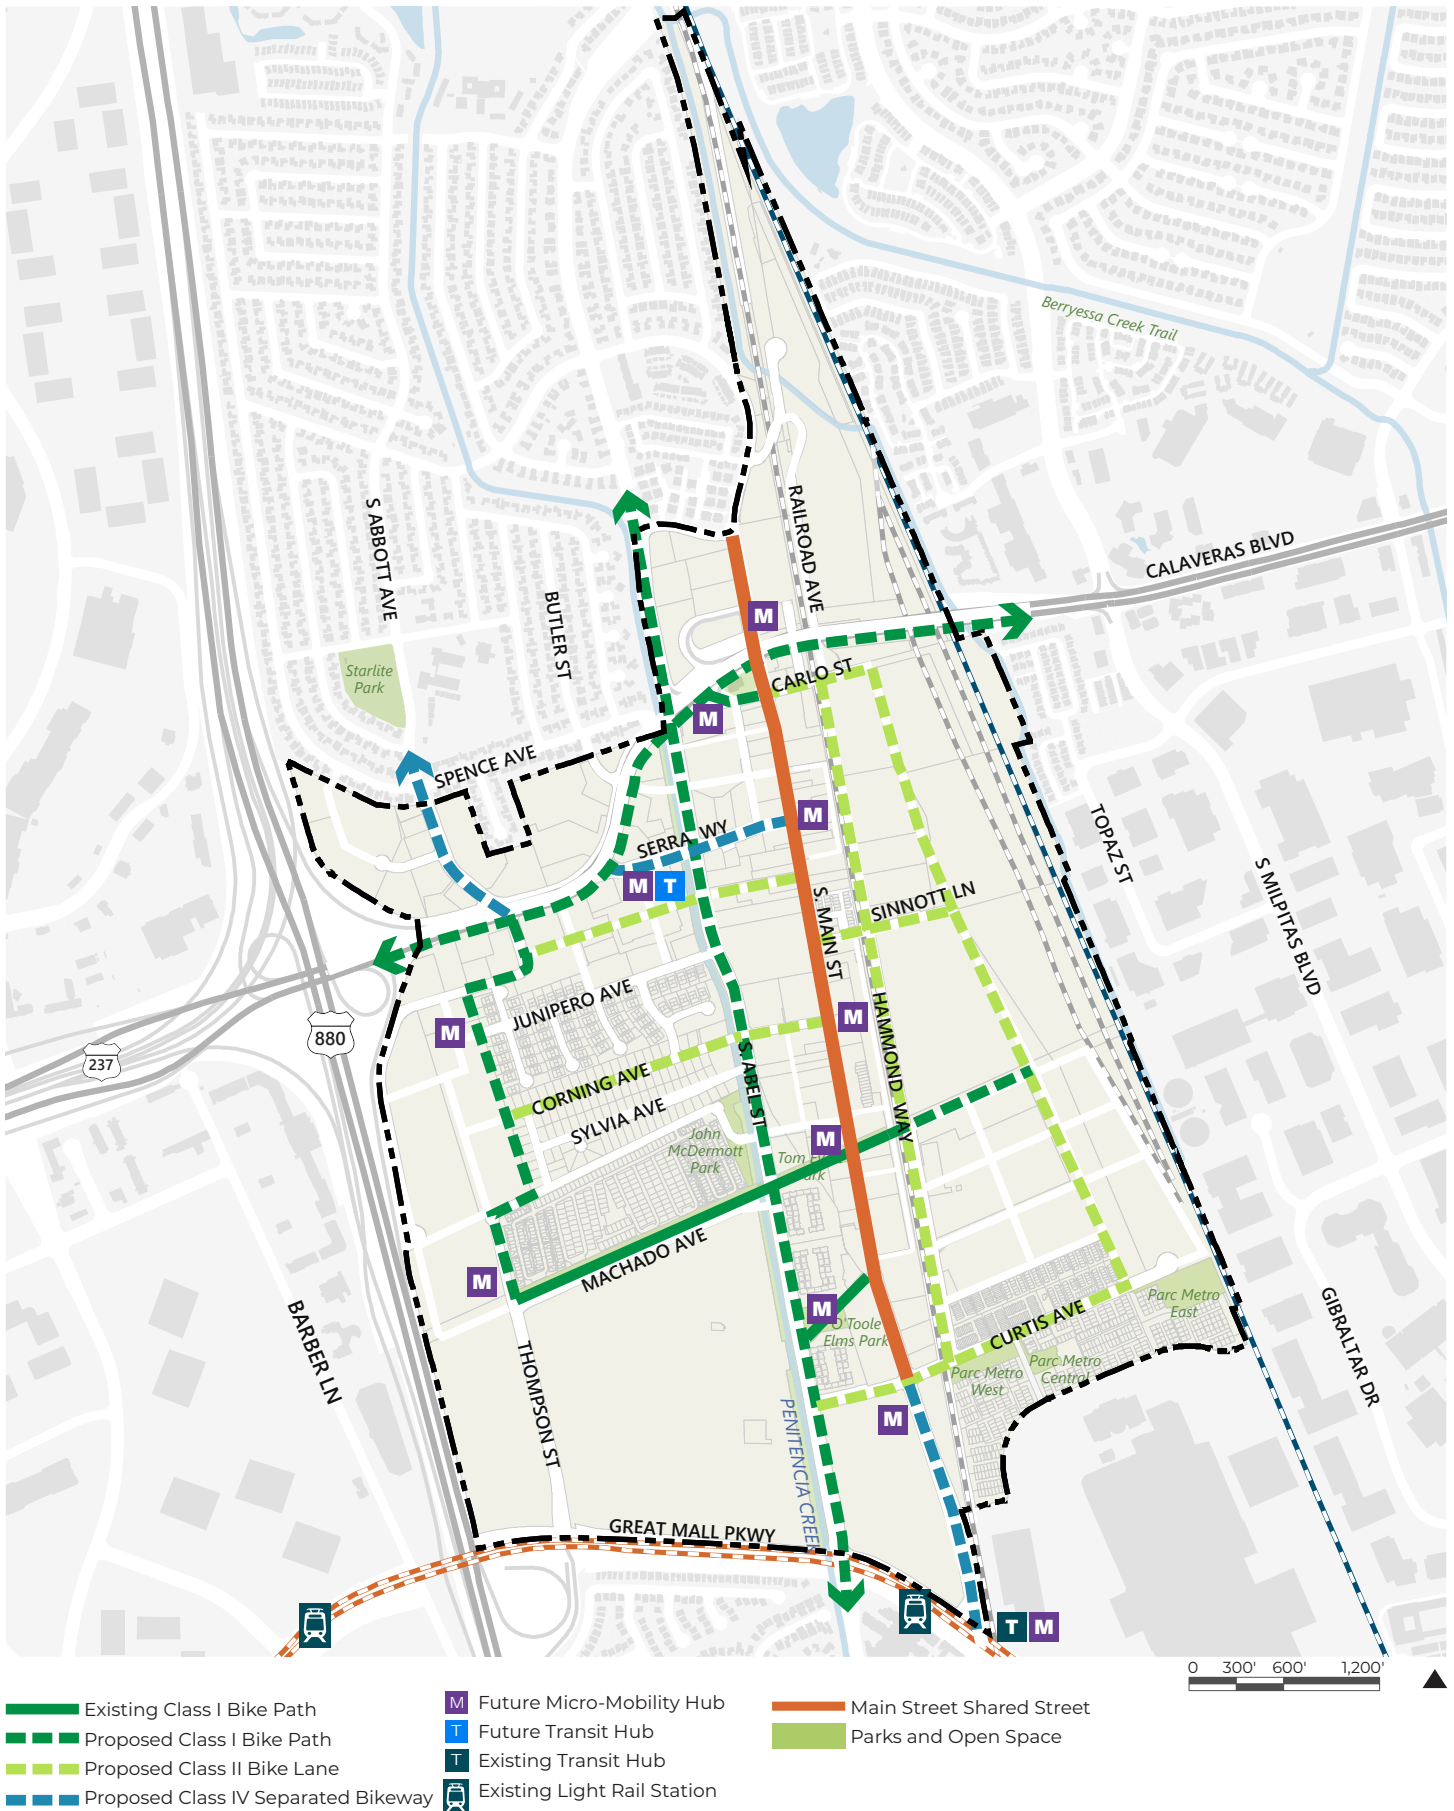 Berryessa Creek Trail
RAILROAD AVE
S ABBOTT AVE
CALAVERAS BLVD
BUTLER ST
M
Starlite
Park
CARLO ST
M
SPENCE AVE
TOPAZ ST
M
SERRA WY
M T
S MILPITAS BLVD
S. MAIN ST
SINNOTT LN
JUNIPERO AVE
HAMMOND WAY
M
M
880
237
S. ABEL ST
CORNING AVE
SYLVIA AVE
John
McDermott
Park
M
Tom
MACHADO AVE
M
Parc Metro
East
GIBRALTAR DR
BARBER LN
M
O'Toole
Elms Park
CURTIS AVE
THOMPSON ST
Parc Metro
West
Parc Metro
Central
M
PENITENCIA CREEK
GREAT MALL PKWY
T M
0 300' 600' 1,200'
Existing Class I Bike Path
Proposed Class I Bike Path
Proposed Class II Bike Lane
Proposed Class IV Separated Bikeway
M Future Micro-Mobility Hub
T Future Transit Hub
T Existing Transit Hub
Existing Light Rail Station
Main Street Shared Street
Parks and Open Space